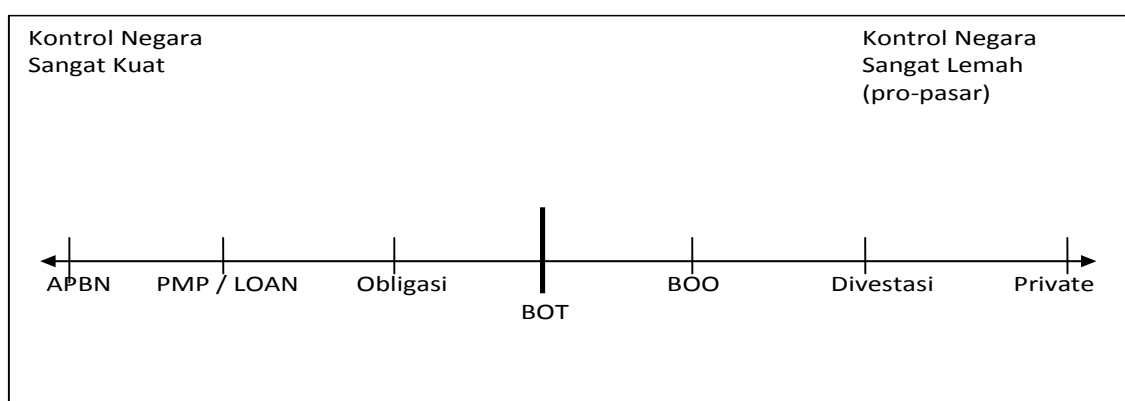 Kontrol Negara
Sangat Kuat
Kontrol Negara
Sangat Lemah
(pro-pasar)
APBN PMP / LOAN Obligasi BOT BOO Divestasi Private